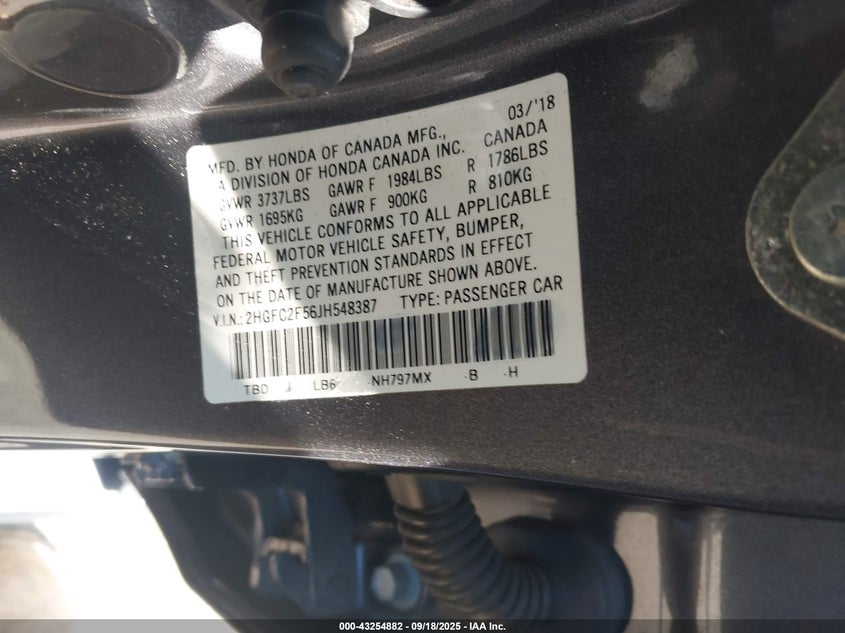 03/'18
MFD. BY HONDA OF CANADA MFG., CANADA
A DIVISION OF HONDA CANADA INC.
GVWR 3737LBS GAWR F 1984LBS R 1786LBS
GVWR 1695KG GAWR F 900KG R 810KG
THIS VEHICLE CONFORMS TO ALL APPLICABLE
FEDERAL MOTOR VEHICLE SAFETY, BUMPER,
AND THEFT PREVENTION STANDARDS IN EFFECT
ON THE DATE OF MANUFACTURE SHOWN ABOVE.
V.I.N.: 2HGFC2F56JH548387 TYPE: PASSENGER CAR
TBD J LB6 NH797MX B H
000-43254882 - 09/18/2025 - IAA Inc.